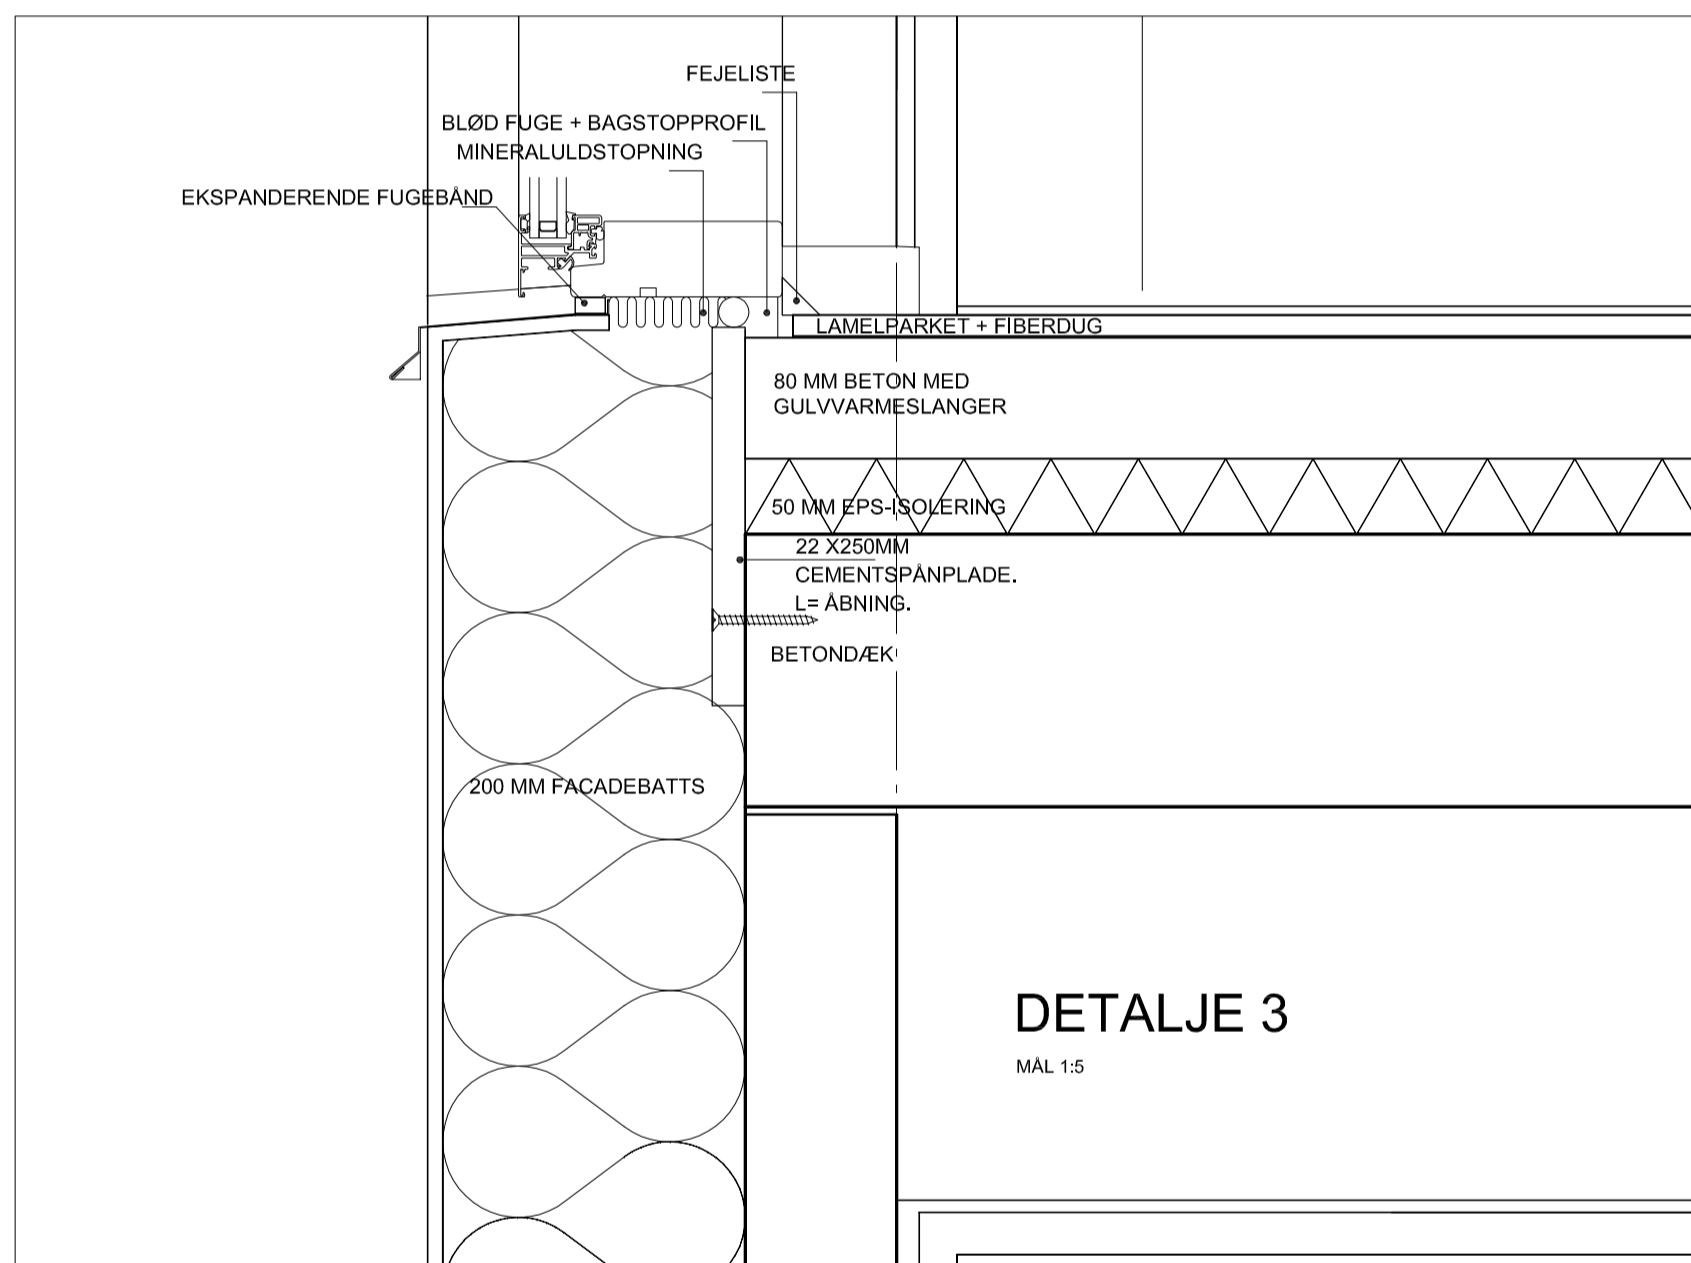 FEJELISTE
BLØD FUGE + BAGSTOPPROFIL
MINERALULDSTOPNING
EKSPANDERENDE FUGEBÅND
LAMELPARKET + FIBERDUG
80 MM BETON MED
GULVVARMESLANGER
50 MM EPS-ISOLERING
22 X250MM
CEMENTSPÅNPLADE.
L= ÅBNING.
BETONDÆK
200 MM FACADEBATTS
DETALJE 3
MÅL 1:5